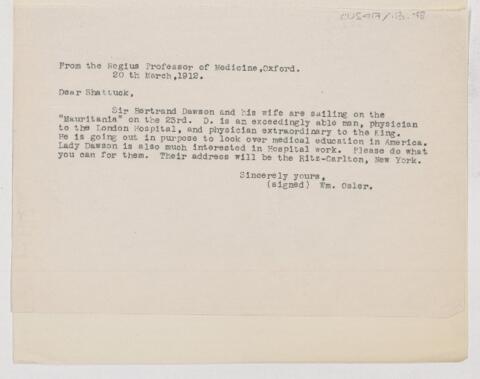 CUS417/13.48
From the Regius Professor of Medicine,Oxford.
20 th March,1912.
Dear Shattuck,
Sir Bertrand Dawson and his wife are sailing on the
"Mauritania" on the 23rd. D. is an exceedingly able man, physician
to the London Hospital, and physician extraordinary to the King.
He is going out in purpose to look over medical education in America.
Lady Dawson is also much interested in Hospital work. Please do what
you can for them. Their address will be the Ritz-Carlton, New York.
Sincerely yours,
(signed) Wm. Osler.